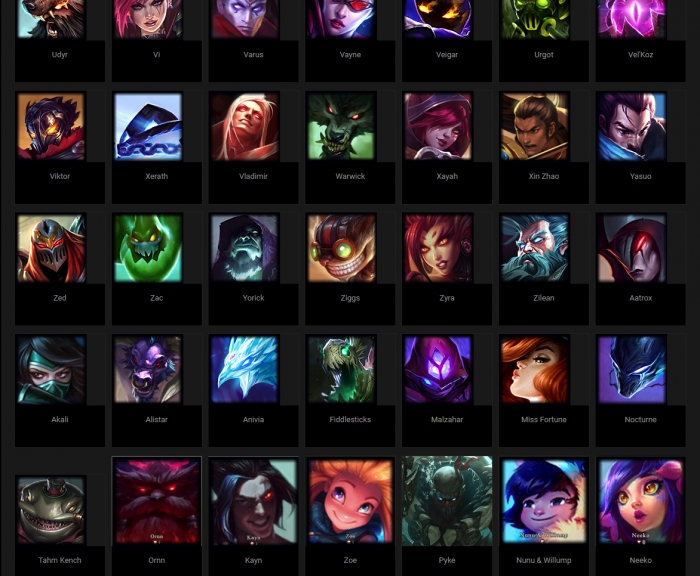 Udyr Vi Varus Vayne Veigar Urgot Vel'Koz
Viktor Xerath Vladimir Warwick Xayah Xin Zhao Yasuo
Zed Zac Yorick Ziggs Zyra Zilean Aatrox
Akali Alistar Anivia Fiddlesticks Malzahar Miss Fortune Nocturne
Ornn Kayn Zoe Nunu & Willump Neeko
Tahm Kench Ornn Kayn Zoe Pyke Nunu & Willump Neeko